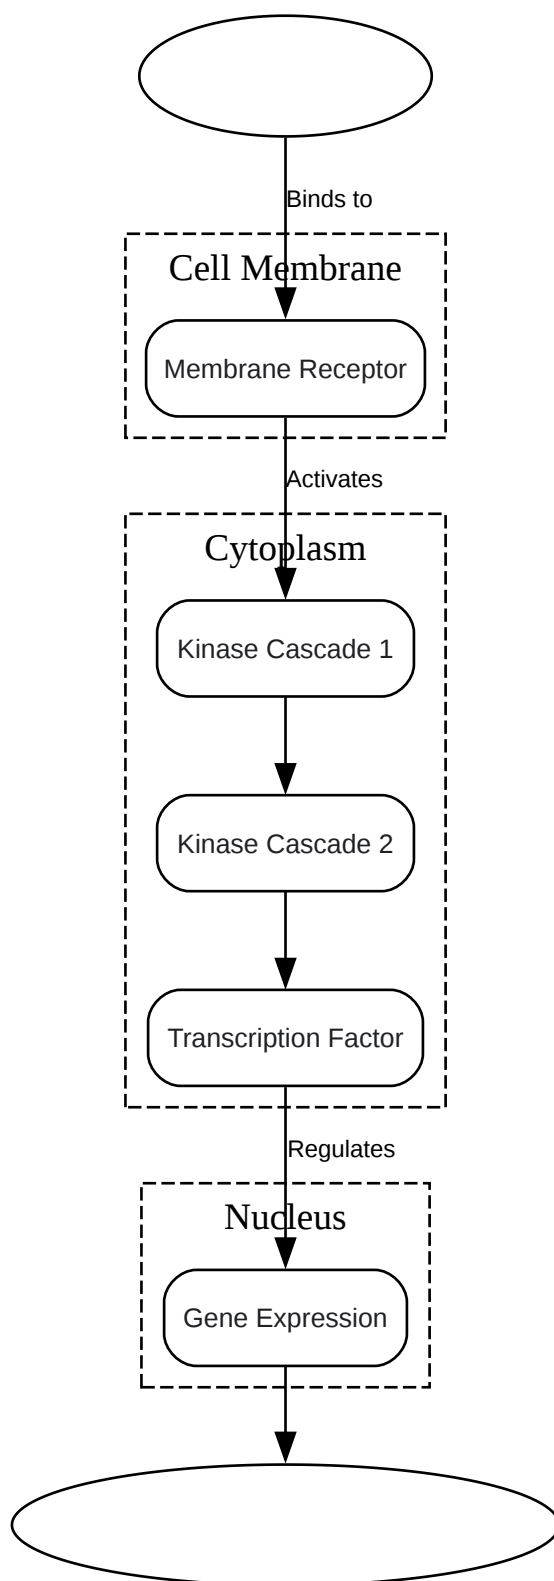 Binds to
Cell Membrane
Membrane Receptor
Activates
Cytoplasm
Kinase Cascade 1
Kinase Cascade 2
Transcription Factor
Regulates
Nucleus
Gene Expression